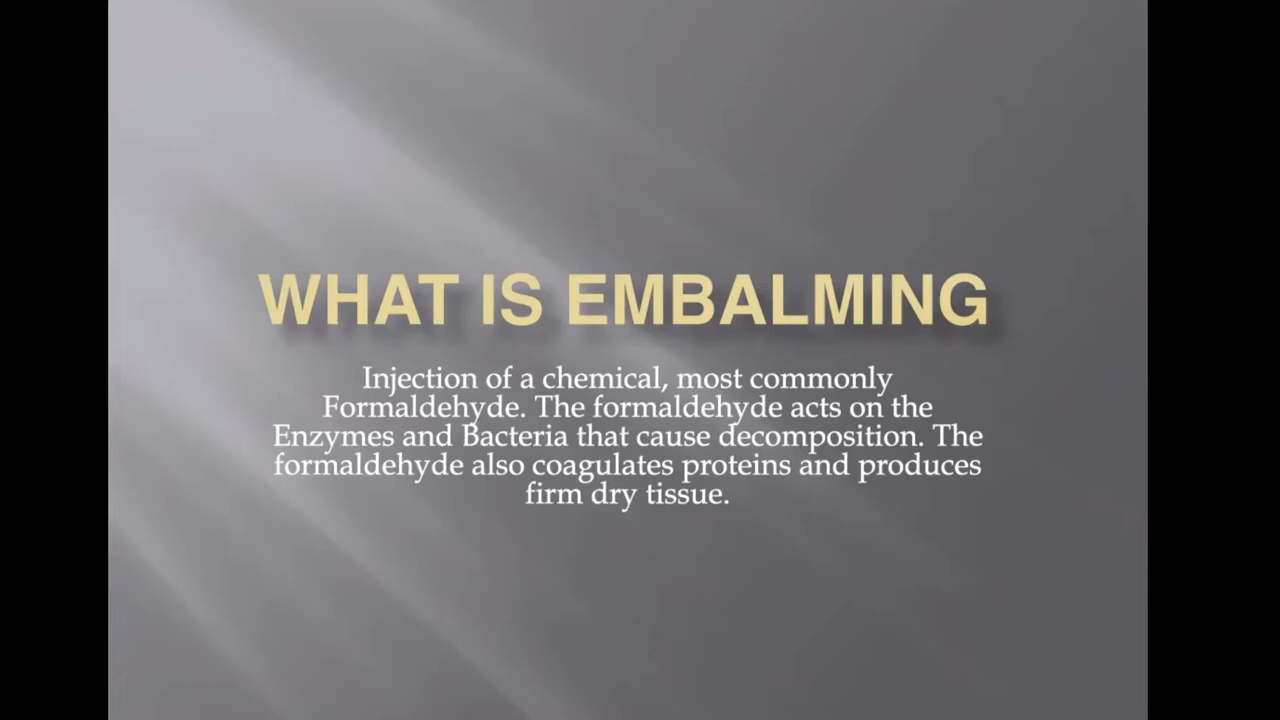 WHAT IS EMBALMING
Injection of a chemical, most commonly
Formaldehyde. The formaldehyde acts on the
Enzymes and Bacteria that cause decomposition. The
formaldehyde also coagulates proteins and produces
firm dry tissue.